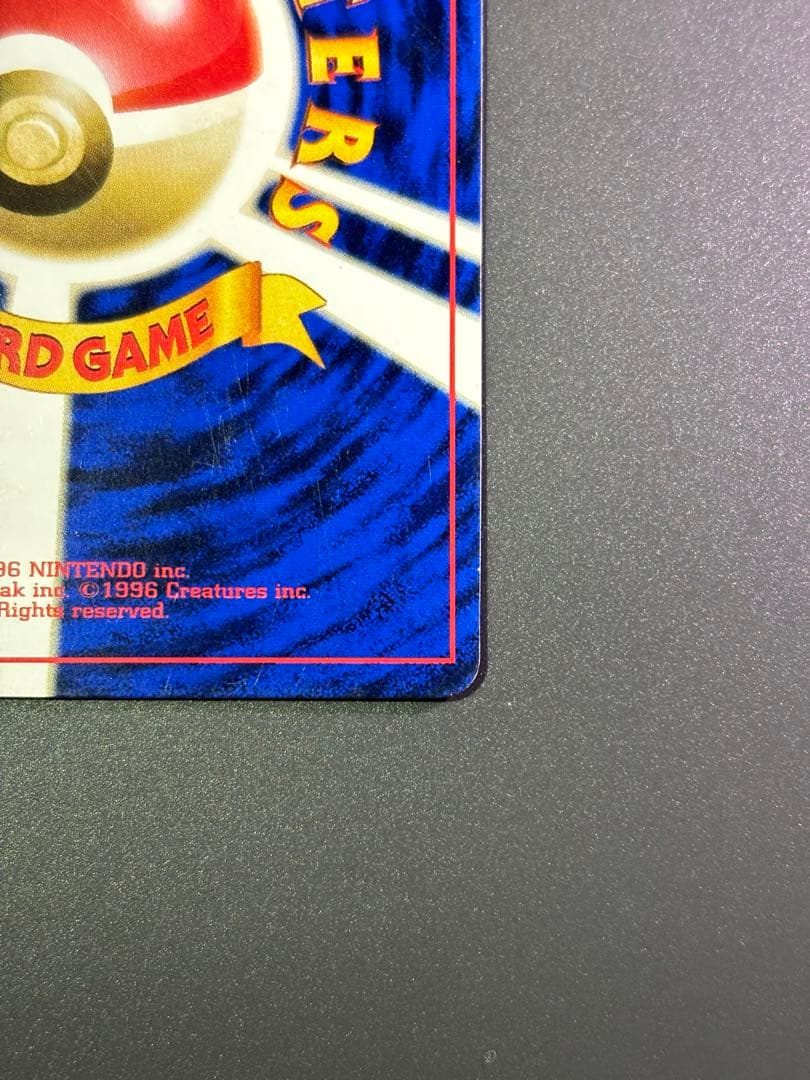 ERS
RD GAME
96 NINTENDO inc.
ak inc. ©1996 Creatures inc.
Rights reserved.